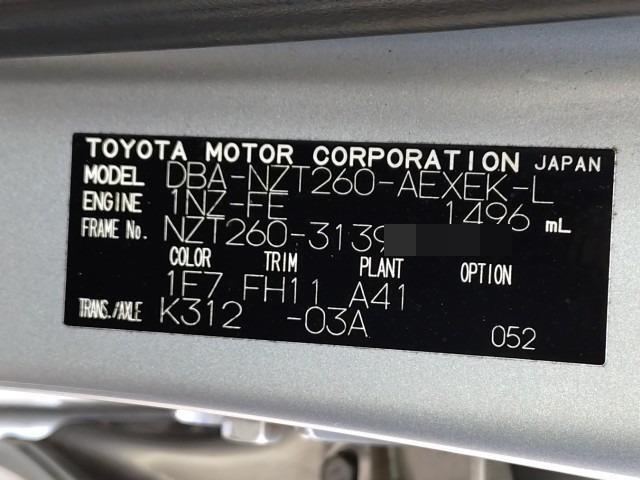 TOYOTA MOTOR CORPORATION JAPAN
MODEL DBA-NZT260-AEXEK-L
ENGINE 1NZ-FE 1496 mL
FRAME No. NZT260-3139
COLOR TRIM PLANT OPTION
1F7 FH11 A41
TRANS./AXLE K312 -03A
052